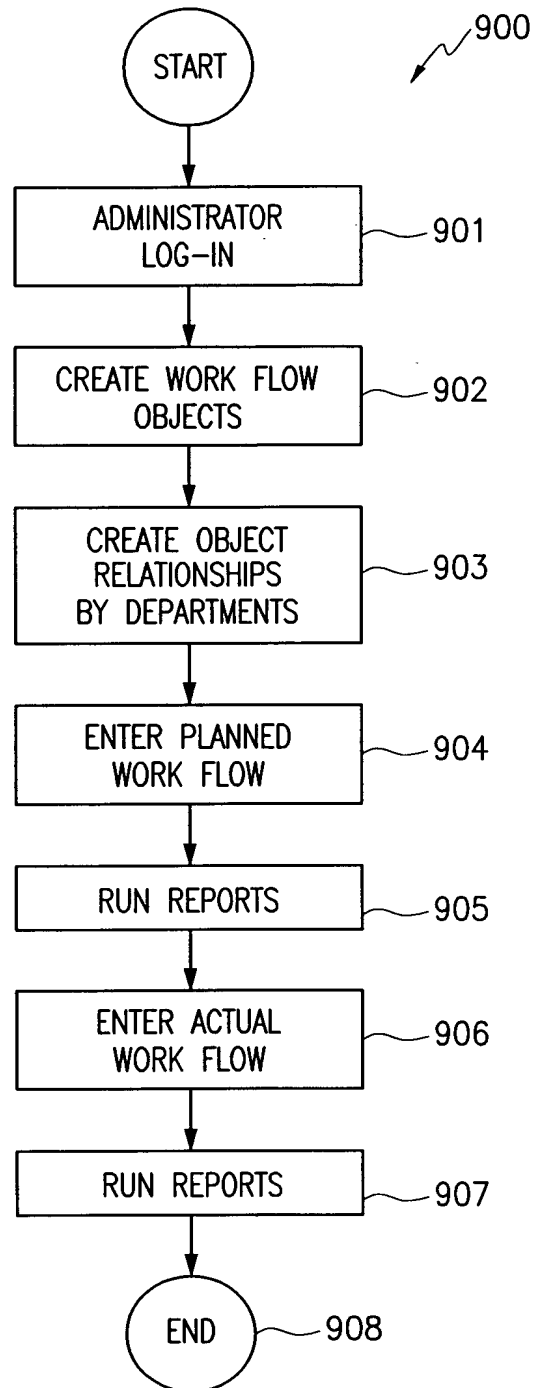 900
START
ADMINISTRATOR
LOG-IN
901
CREATE WORK FLOW
OBJECTS
902
CREATE OBJECT
RELATIONSHIPS
BY DEPARTMENTS
903
ENTER PLANNED
WORK FLOW
904
RUN REPORTS
905
ENTER ACTUAL
WORK FLOW
906
RUN REPORTS
907
END
908